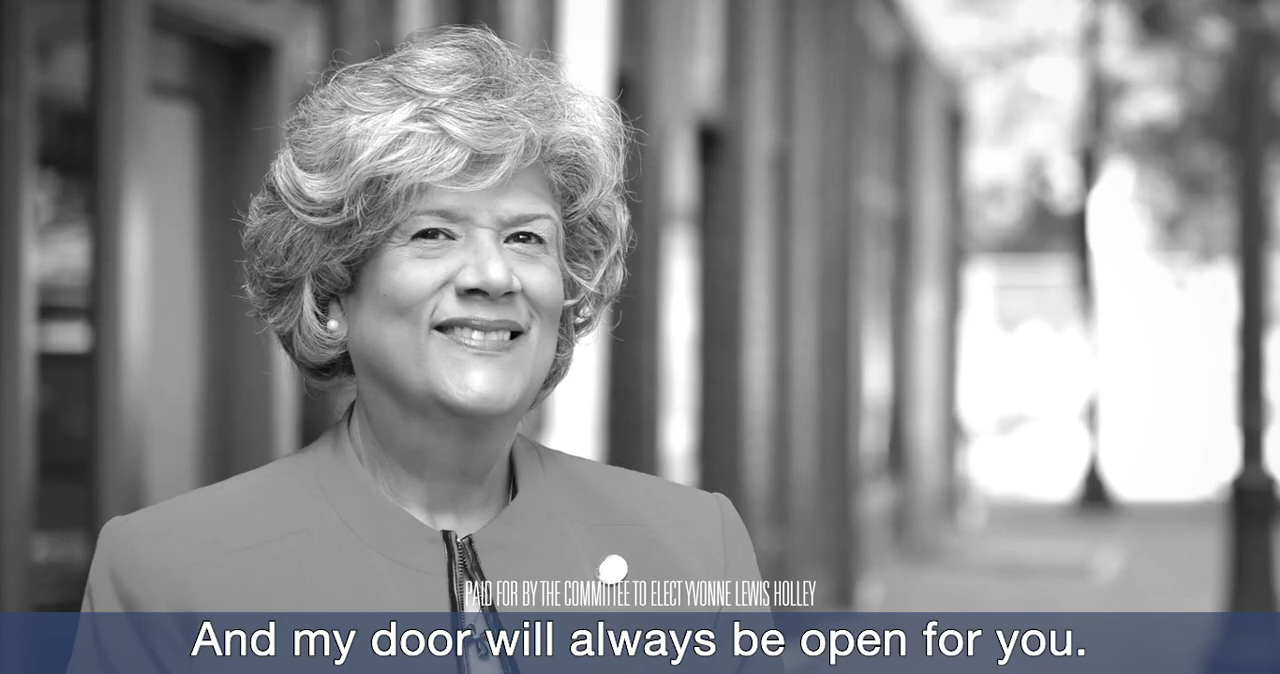 PAID FOR BY THE COMMITTEE TO ELECT YVONNE LEWIS HOLLEY
And my door will always be open for you.